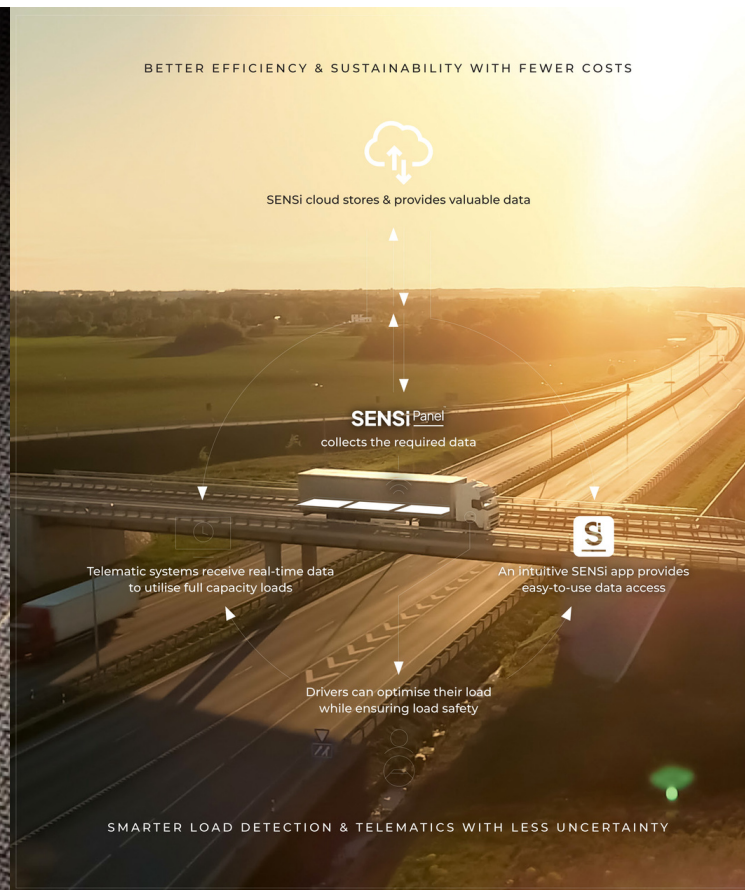 BETTER EFFICIENCY & SUSTAINABILITY WITH FEWER COSTS
SENSi cloud stores & provides valuable data
SENSi Panel
collects the required data
Si
Telematic systems receive real-time data
to utilise full capacity loads
An intuitive SENSi app provides
easy-to-use data access
Drivers can optimise their load
while ensuring load safety
SMARTER LOAD DETECTION & TELEMATICS WITH LESS UNCERTAINTY